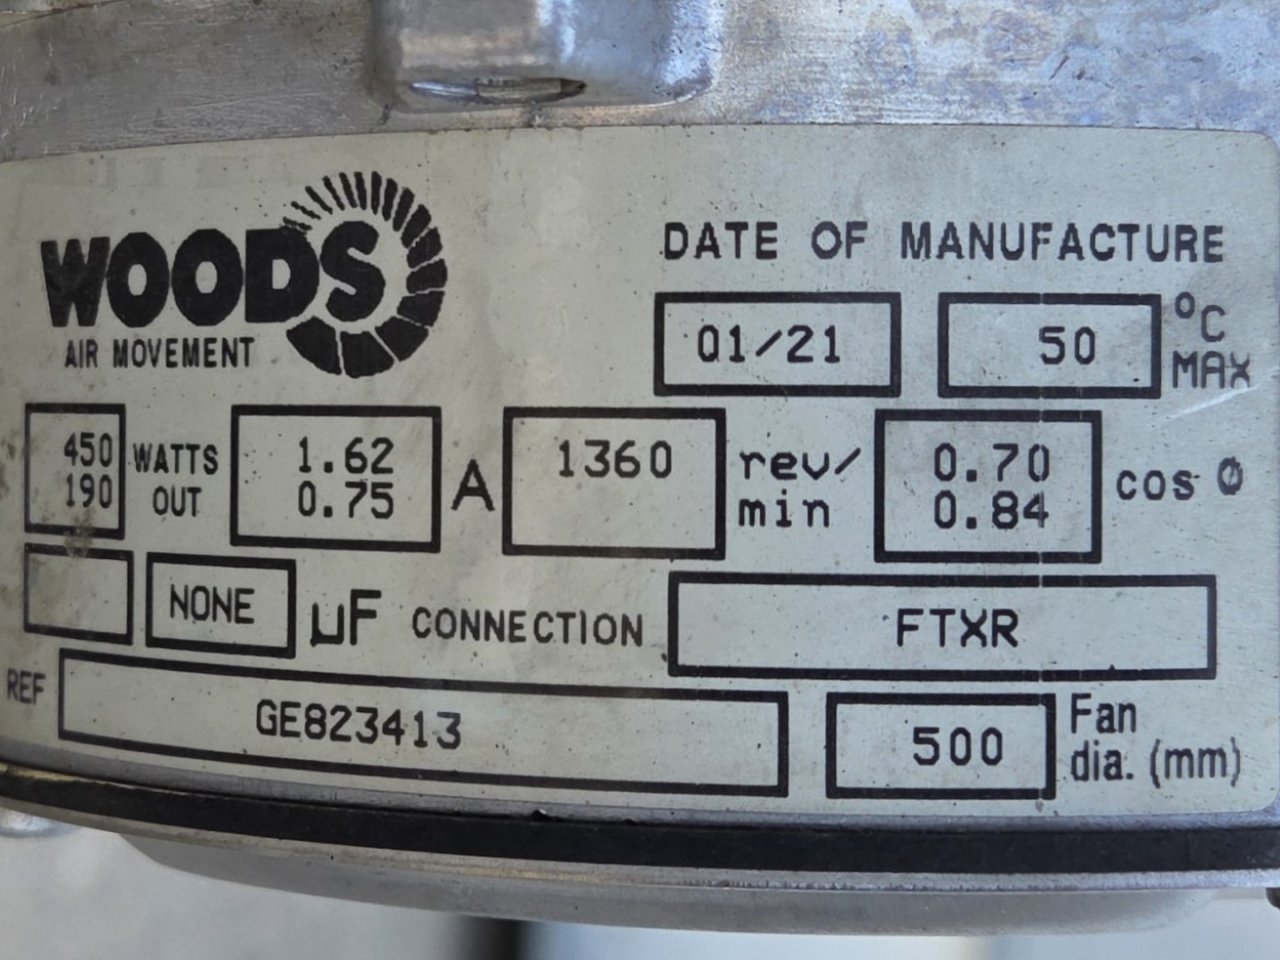 WOODS
AIR MOVEMENT
DATE OF MANUFACTURE
01/21 50 °C MAX
450 190 WATTS OUT 1.62 0.75 A 1360 rev/min 0.70 0.84 cos Ø
NONE µF CONNECTION FTXR
REF GE823413 500 Fan dia. (mm)